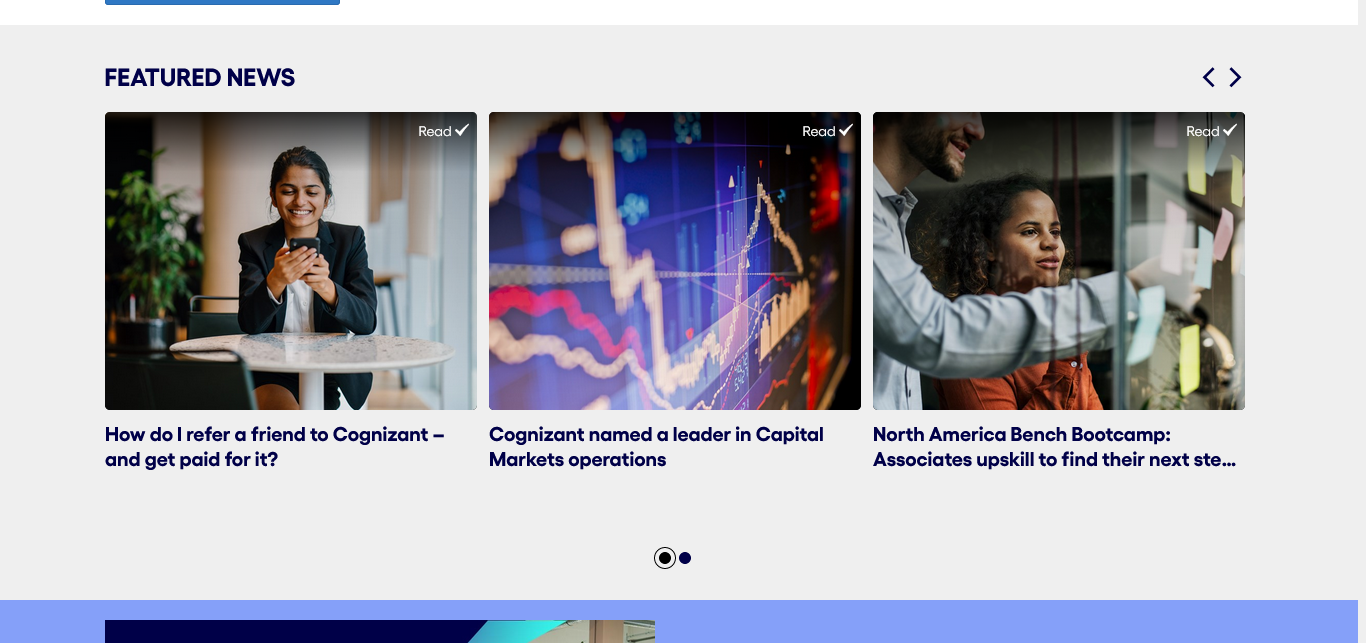 FEATURED NEWS
Read
Read
Read
How do I refer a friend to Cognizant –
and get paid for it?
Cognizant named a leader in Capital
Markets operations
North America Bench Bootcamp:
Associates upskill to find their next ste...